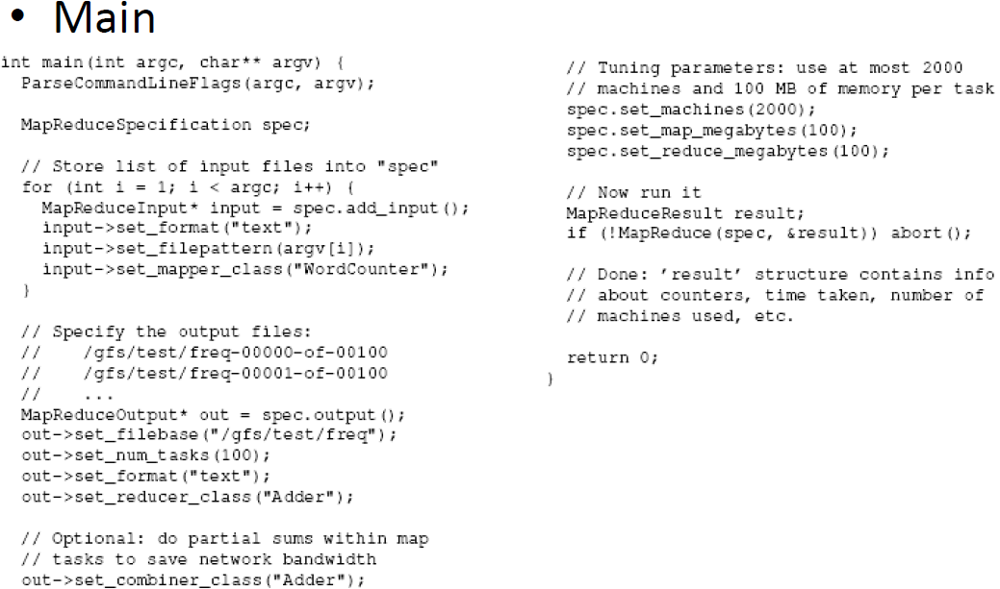 • Main
int main(int argc, char** argv) {
ParseCommandLineFlags(argc, argv);
MapReduceSpecification spec;
// Store list of input files into "spec"
for (int i = 1; i < argc; i++) {
MapReduceInput* input = spec.add_input();
input->set_format("text");
input->set_filepattern(argv[i]);
input->set_mapper_class("WordCounter");
}
// Specify the output files:
// /gfs/test/freq-00000-of-00100
// /gfs/test/freq-00001-of-00100
// ...
MapReduceOutput* out = spec.output();
out->set_filebase("/gfs/test/freq");
out->set_num_tasks(100);
out->set_format("text");
out->set_reducer_class("Adder");
// Optional: do partial sums within map
// tasks to save network bandwidth
out->set_combiner_class("Adder");
// Tuning parameters: use at most 2000
// machines and 100 MB of memory per task
spec.set_machines(2000);
spec.set_map_megabytes(100);
spec.set_reduce_megabytes(100);
// Now run it
MapReduceResult result;
if (!MapReduce(spec, &result)) abort();
// Done: 'result' structure contains info
// about counters, time taken, number of
// machines used, etc.
return 0;
}